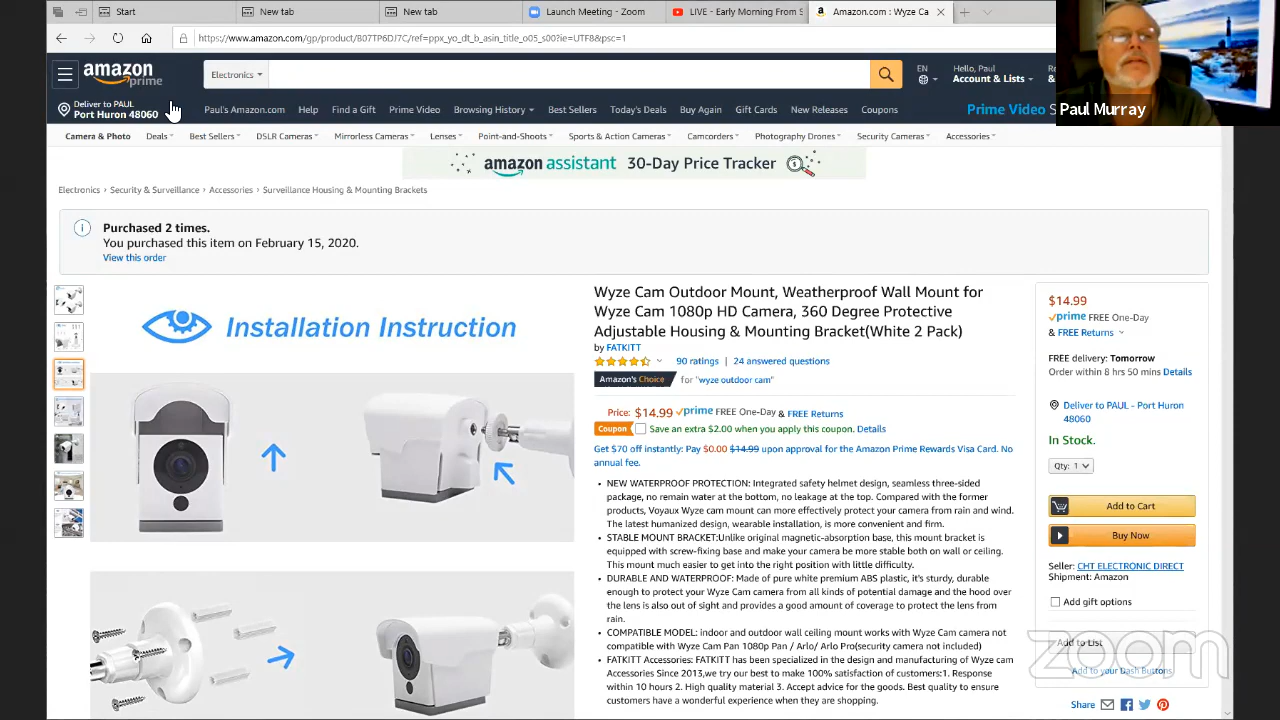 Start
New tab
New tab
Launch Meeting - Zoom
LIVE - Early Morning From S
Amazon.com : Wyze Ca
https://www.amazon.com/gp/product/B07TP6DJ7C/ref=ppx_yo_dt_b_asin_title_o05_s00?ie=UTF8&psc=1
amazon prime
Electronics
EN
Hello, Paul
Account & Lists
Re
&
Deliver to PAUL
Port Huron 48060
Paul's Amazon.com Help Find a Gift Prime Video Browsing History Best Sellers Today's Deals Buy Again Gift Cards New Releases Coupons
Prime Video S
Paul Murray
Camera & Photo Deals Best Sellers DSLR Cameras Mirrorless Cameras Lenses Point-and-Shoots Sports & Action Cameras Camcorders Photography Drones Security Cameras Accessories
amazon assistant 30-Day Price Tracker
Electronics › Security & Surveillance › Accessories › Surveillance Housing & Mounting Brackets
Purchased 2 times.
You purchased this item on February 15, 2020.
View this order
Installation Instruction
Wyze Cam Outdoor Mount, Weatherproof Wall Mount for
Wyze Cam 1080p HD Camera, 360 Degree Protective
Adjustable Housing & Mounting Bracket(White 2 Pack)
by FATKITT
90 ratings | 24 answered questions
Amazon's Choice for "wyze outdoor cam"
Price: $14.99 prime FREE One-Day & FREE Returns
Coupon Save an extra $2.00 when you apply this coupon. Details
Get $70 off instantly: Pay $0.00 $14.99 upon approval for the Amazon Prime Rewards Visa Card. No
annual fee.
• NEW WATERPROOF PROTECTION: Integrated safety helmet design, seamless three-sided
package, no remain water at the bottom, no leakage at the top. Compared with the former
products, Voyaux Wyze cam mount can more effectively protect your camera from rain and wind.
The latest humanized design, wearable installation, is more convenient and firm.
• STABLE MOUNT BRACKET:Unlike original magnetic-absorption base, this mount bracket is
equipped with screw-fixing base and make your camera be more stable both on wall or ceiling.
This mount much easier to get into the right position with little difficulty.
• DURABLE AND WATERPROOF: Made of pure white premium ABS plastic, it's sturdy, durable
enough to protect your Wyze Cam camera from all kinds of potential damage and the hood over
the lens is also out of sight and provides a good amount of coverage to protect the lens from
rain.
• COMPATIBLE MODEL: indoor and outdoor wall ceiling mount works with Wyze Cam camera not
compatible with Wyze Cam Pan 1080p Pan / Arlo/ Arlo Pro(security camera not included)
• FATKITT Accessories: FATKITT has been specialized in the design and manufacturing of Wyze cam
Accessories Since 2013,we try our best to make 100% satisfaction of customers:1. Response
within 10 hours 2. High quality material 3. Accept advice for the goods. Best quality to ensure
customers have a wonderful experience when they are shopping.
$14.99
prime FREE One-Day
& FREE Returns
FREE delivery: Tomorrow
Order within 8 hrs 50 mins Details
Deliver to PAUL - Port Huron
48060
In Stock.
Qty: 1
Add to Cart
Buy Now
Seller: CHT ELECTRONIC DIRECT
Shipment: Amazon
Add gift options
Add to List
Add to your Dash Buttons
Share
zoom